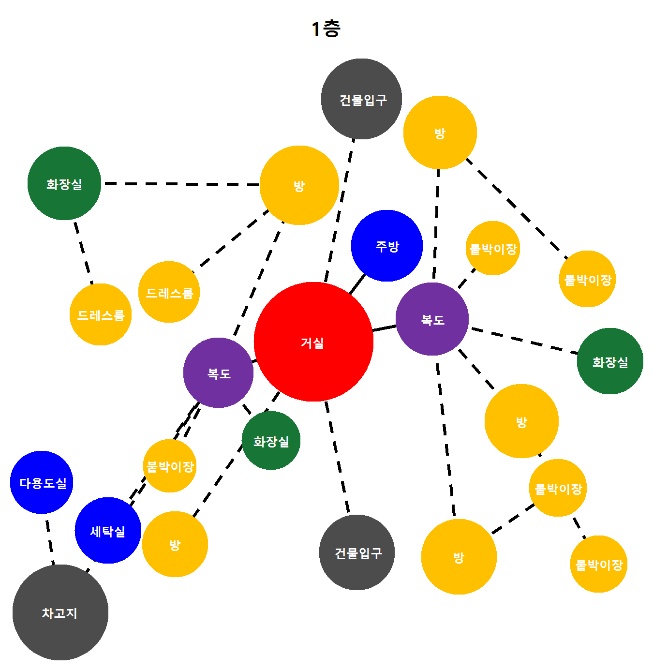 1층
건물입구
방
화장실
방
주방
붙박이장
붙박이장
드레스룸
드레스룸
복도
거실
화장실
복도
방
화장실
붙박이장
다용도실
붙박이장
세탁실
방
건물입구
방
붙박이장
차고지